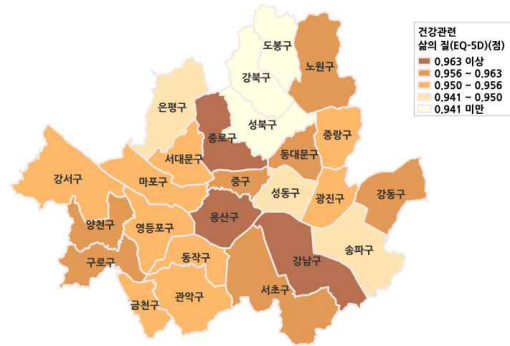 건강관련
삶의 질(EQ-5D)(점)
0.963 이상
0.956 ~ 0.963
0.950 ~ 0.956
0.941 ~ 0.950
0.941 미만
도봉구
노원구
강북구
은평구
성북구
종로구
중랑구
서대문구
동대문구
강서구
마포구
중구
성동구
광진구
강동구
양천구
영등포구
용산구
송파구
구로구
동작구
강남구
금천구
관악구
서초구